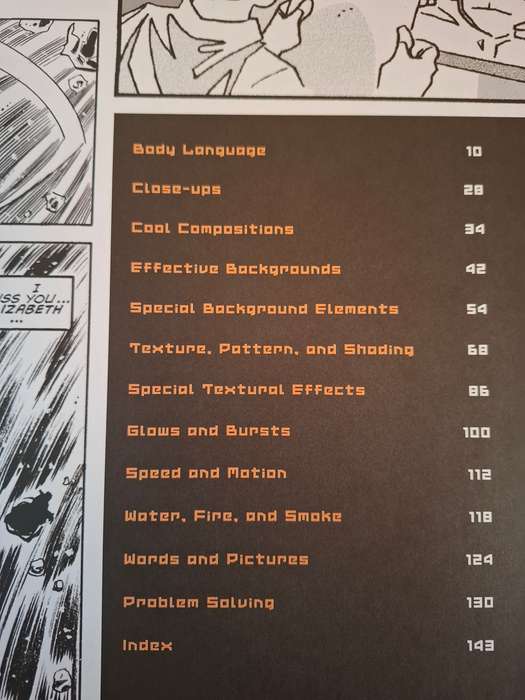 Body Language 10
Close-ups 28
Cool Compositions 34
Effective Backgrounds 42
Special Background Elements 54
Texture, Pattern, and Shading 68
Special Textural Effects 86
Glows and Bursts 100
Speed and Motion 112
Water, Fire, and Smoke 118
Words and Pictures 124
Problem Solving 130
Index 143
I
YOU...
...